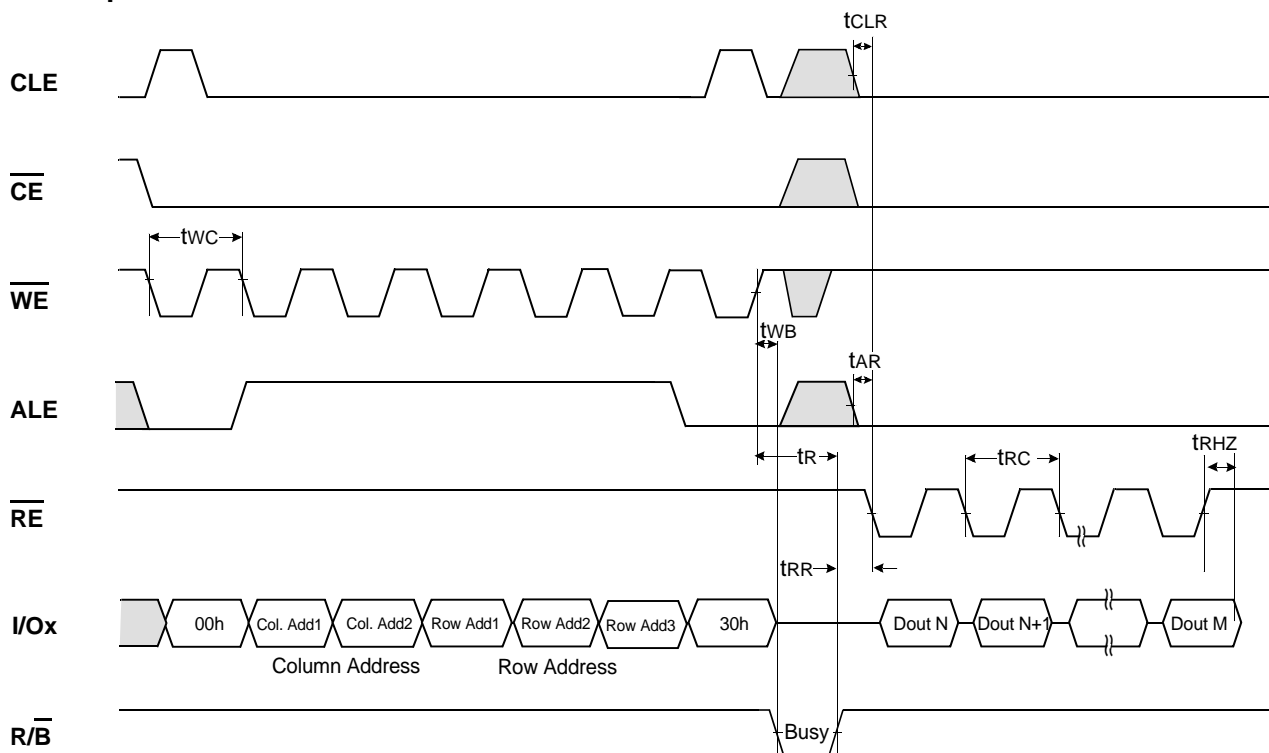 tCLR
CLE
CE
tWC
WE
tWB
tAR
ALE
tR
tRC
tRHZ
RE
tRR
I/Ox
00h
Col. Add1
Col. Add2
Row Add1
Row Add2
Row Add3
30h
Dout N
Dout N+1
Dout M
Column Address
Row Address
R/B
Busy